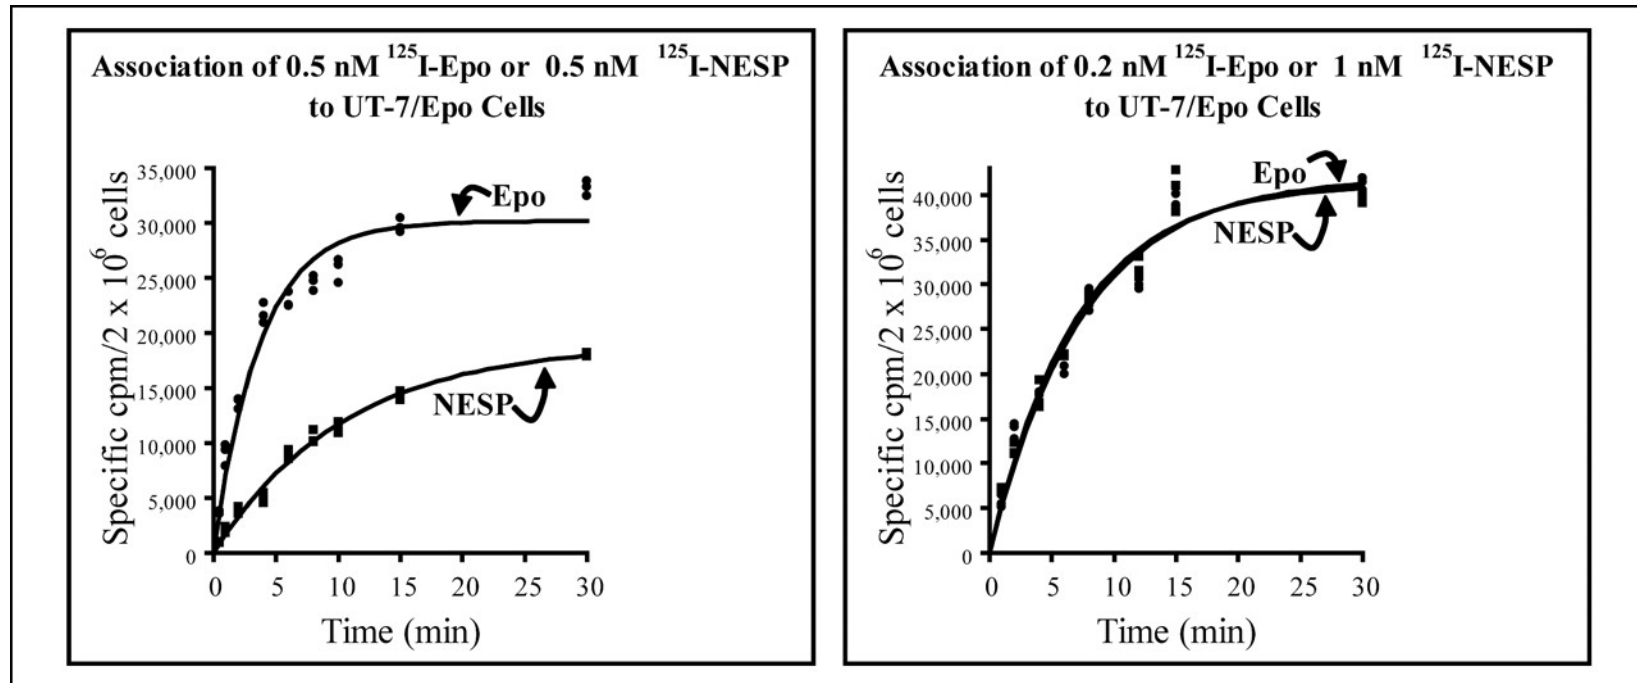 Association of 0.5 nM ¹²⁵I-Epo or 0.5 nM ¹²⁵I-NESP
to UT-7/Epo Cells
Specific cpm/2 x 10⁶ cells
35,000
30,000
25,000
20,000
15,000
10,000
5,000
0
Epo
NESP
0 5 10 15 20 25 30
Time (min)
Association of 0.2 nM ¹²⁵I-Epo or 1 nM ¹²⁵I-NESP
to UT-7/Epo Cells
Specific cpm/2 x 10⁶ cells
40,000
35,000
30,000
25,000
20,000
15,000
10,000
5,000
0
Epo
NESP
0 5 10 15 20 25 30
Time (min)